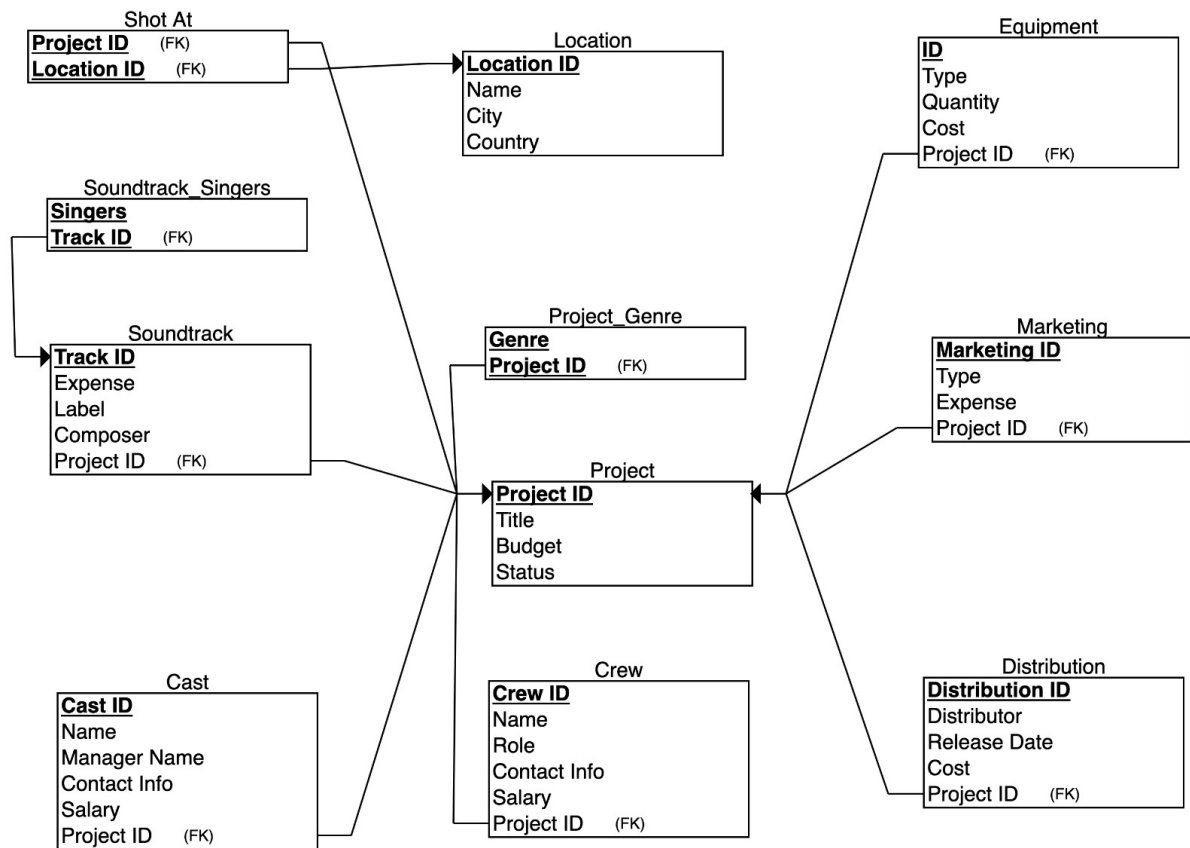 Shot At
Project ID (FK)
Location ID (FK)
Location
Location ID
Name
City
Country
Equipment
ID
Type
Quantity
Cost
Project ID (FK)
Soundtrack_Singers
Singers
Track ID (FK)
Soundtrack
Track ID
Expense
Label
Composer
Project ID (FK)
Project_Genre
Genre
Project ID (FK)
Marketing
Marketing ID
Type
Expense
Project ID (FK)
Project
Project ID
Title
Budget
Status
Cast
Cast ID
Name
Manager Name
Contact Info
Salary
Project ID (FK)
Crew
Crew ID
Name
Role
Contact Info
Salary
Project ID (FK)
Distribution
Distribution ID
Distributor
Release Date
Cost
Project ID (FK)